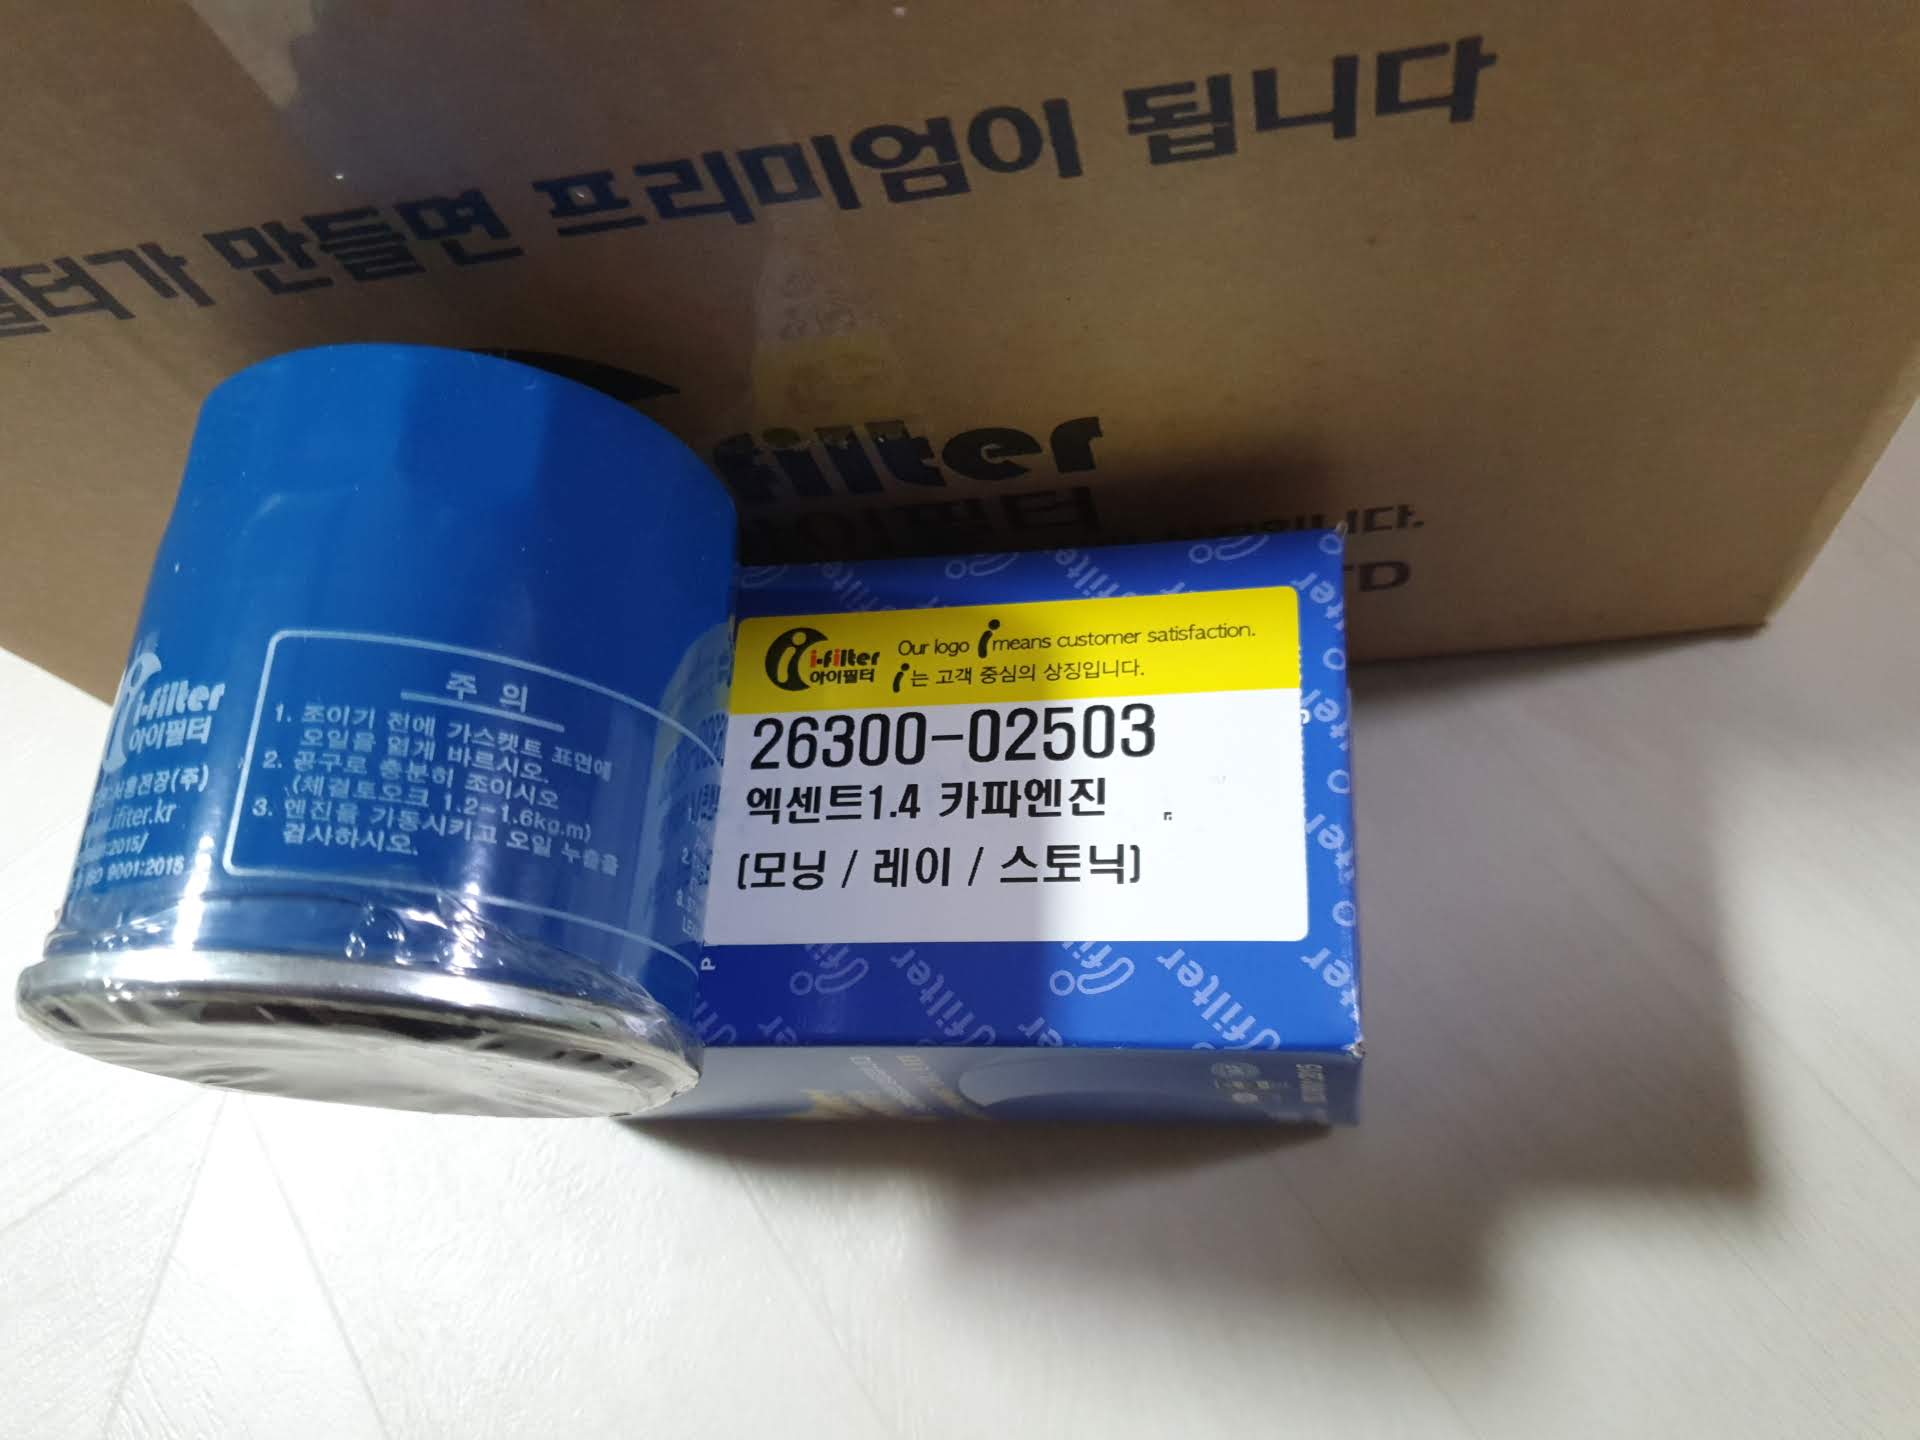 만들면 프리미엄이 됩니다
filter
아이필터
i-filter
아이필터
Our logo i means customer satisfaction.
i는 고객 중심의 상징입니다.
26300-02503
엑센트1.4 카파엔진
(모닝 / 레이 / 스토닉)
i-filter
아이필터
주 의
1. 조이기 전에 가스켓트 표면에
오일을 엷게 바르시오.
2. 공구로 충분히 조이시오
(체결토오크 1.2~1.6kg.m)
3. 엔진을 가동시키고 오일 누출을
검사하시오.
ISO 9001:2015